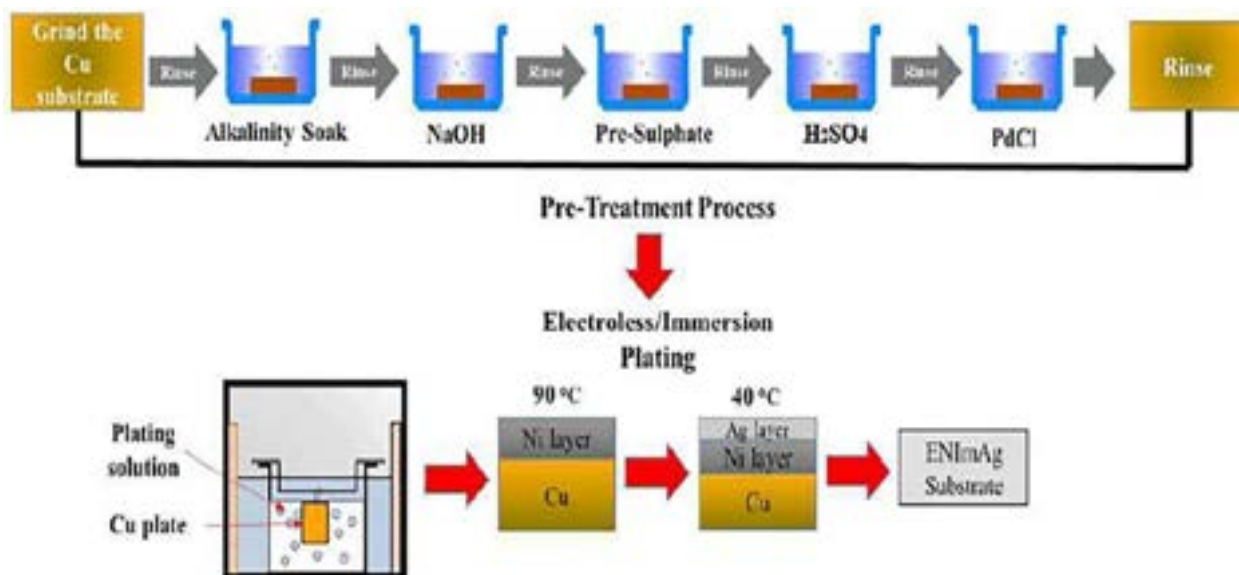 Grind the
Cu
substrate
Rinse
Rinse
Rinse
Rinse
Rinse
Rinse
Alkalinity Soak
NaOH
Pre-Sulphate
H2SO4
PdCl
Pre-Treatment Process
Electroless/Immersion
Plating
90 °C
40 °C
Plating
solution
Cu plate
Ni layer
Cu
Ag layer
Ni layer
Cu
ENImAg
Substrate